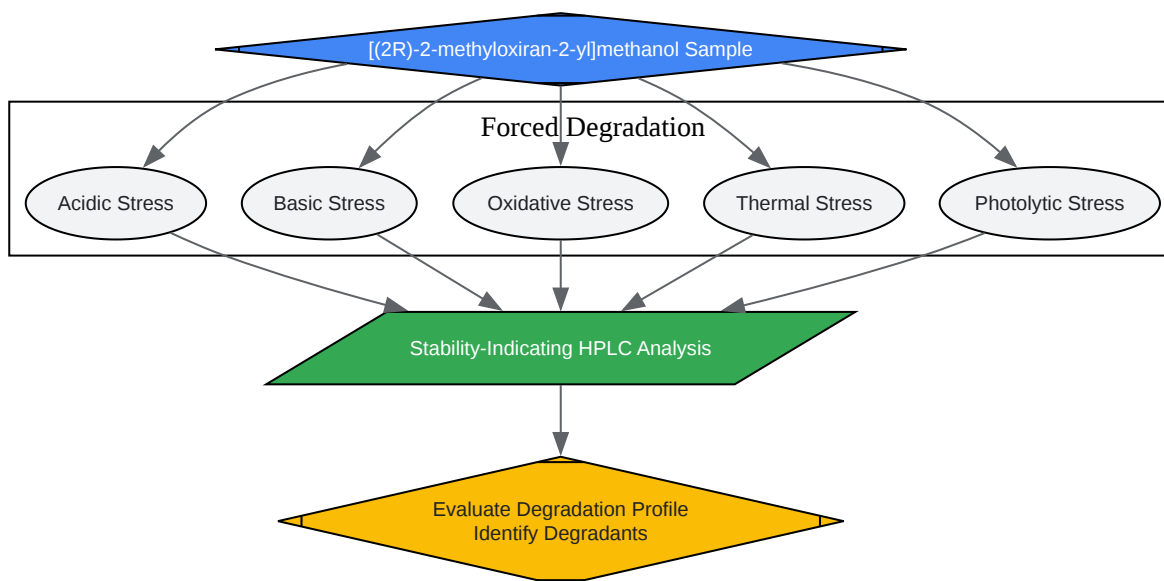 [(2R)-2-methyloxiran-2-yl]methanol Sample
Forced Degradation
Acidic Stress
Basic Stress
Oxidative Stress
Thermal Stress
Photolytic Stress
Stability-Indicating HPLC Analysis
Evaluate Degradation Profile
Identify Degradants